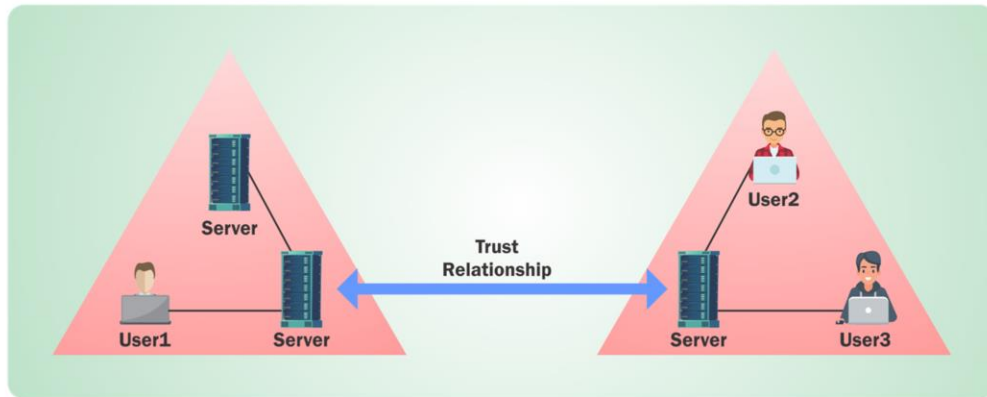 Server
User1
Server
Trust
Relationship
User2
Server
User3